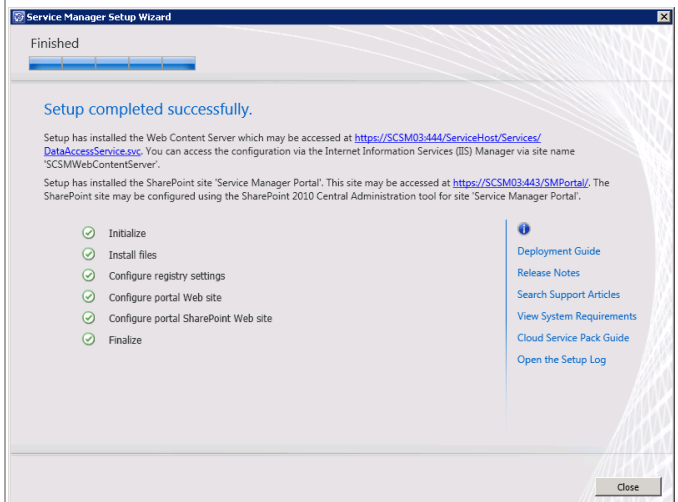 Service Manager Setup Wizard
Finished
Setup completed successfully.
Setup has installed the Web Content Server which may be accessed at https://SCSM03:444/ServiceHost/Services/
DataAccessService.svc. You can access the configuration via the Internet Information Services (IIS) Manager via site name
'SCSMWebContentServer'.
Setup has installed the SharePoint site 'Service Manager Portal'. This site may be accessed at https://SCSM03:443/SMPortal/. The
SharePoint site may be configured using the SharePoint 2010 Central Administration tool for site 'Service Manager Portal'.
Initialize
Install files
Configure registry settings
Configure portal Web site
Configure portal SharePoint Web site
Finalize
Deployment Guide
Release Notes
Search Support Articles
View System Requirements
Cloud Service Pack Guide
Open the Setup Log
Close